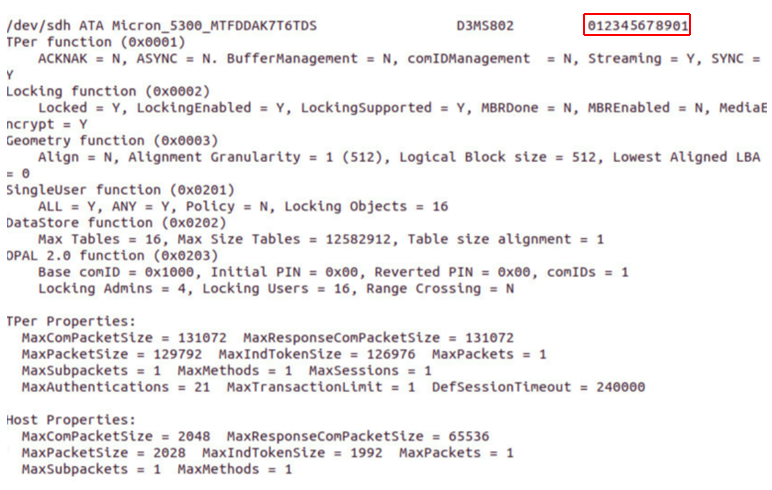 /dev/sdh ATA Micron_5300_MTFDDAK7T6TDS D3MS802 012345678901
TPer function (0x0001)
ACKNAK = N, ASYNC = N. BufferManagement = N, comIDManagement = N, Streaming = Y, SYNC =
Y
Locking function (0x0002)
Locked = Y, LockingEnabled = Y, LockingSupported = Y, MBRDone = N, MBREnabled = N, MediaE
ncrypt = Y
Geometry function (0x0003)
Align = N, Alignment Granularity = 1 (512), Logical Block size = 512, Lowest Aligned LBA
= 0
SingleUser function (0x0201)
ALL = Y, ANY = Y, Policy = N, Locking Objects = 16
DataStore function (0x0202)
Max Tables = 16, Max Size Tables = 12582912, Table size alignment = 1
OPAL 2.0 function (0x0203)
Base comID = 0x1000, Initial PIN = 0x00, Reverted PIN = 0x00, comIDs = 1
Locking Admins = 4, Locking Users = 16, Range Crossing = N
TPer Properties:
MaxComPacketSize = 131072 MaxResponseComPacketSize = 131072
MaxPacketSize = 129792 MaxIndTokenSize = 126976 MaxPackets = 1
MaxSubpackets = 1 MaxMethods = 1 MaxSessions = 1
MaxAuthentications = 21 MaxTransactionLimit = 1 DefSessionTimeout = 240000
Host Properties:
MaxComPacketSize = 2048 MaxResponseComPacketSize = 65536
MaxPacketSize = 2028 MaxIndTokenSize = 1992 MaxPackets = 1
MaxSubpackets = 1 MaxMethods = 1